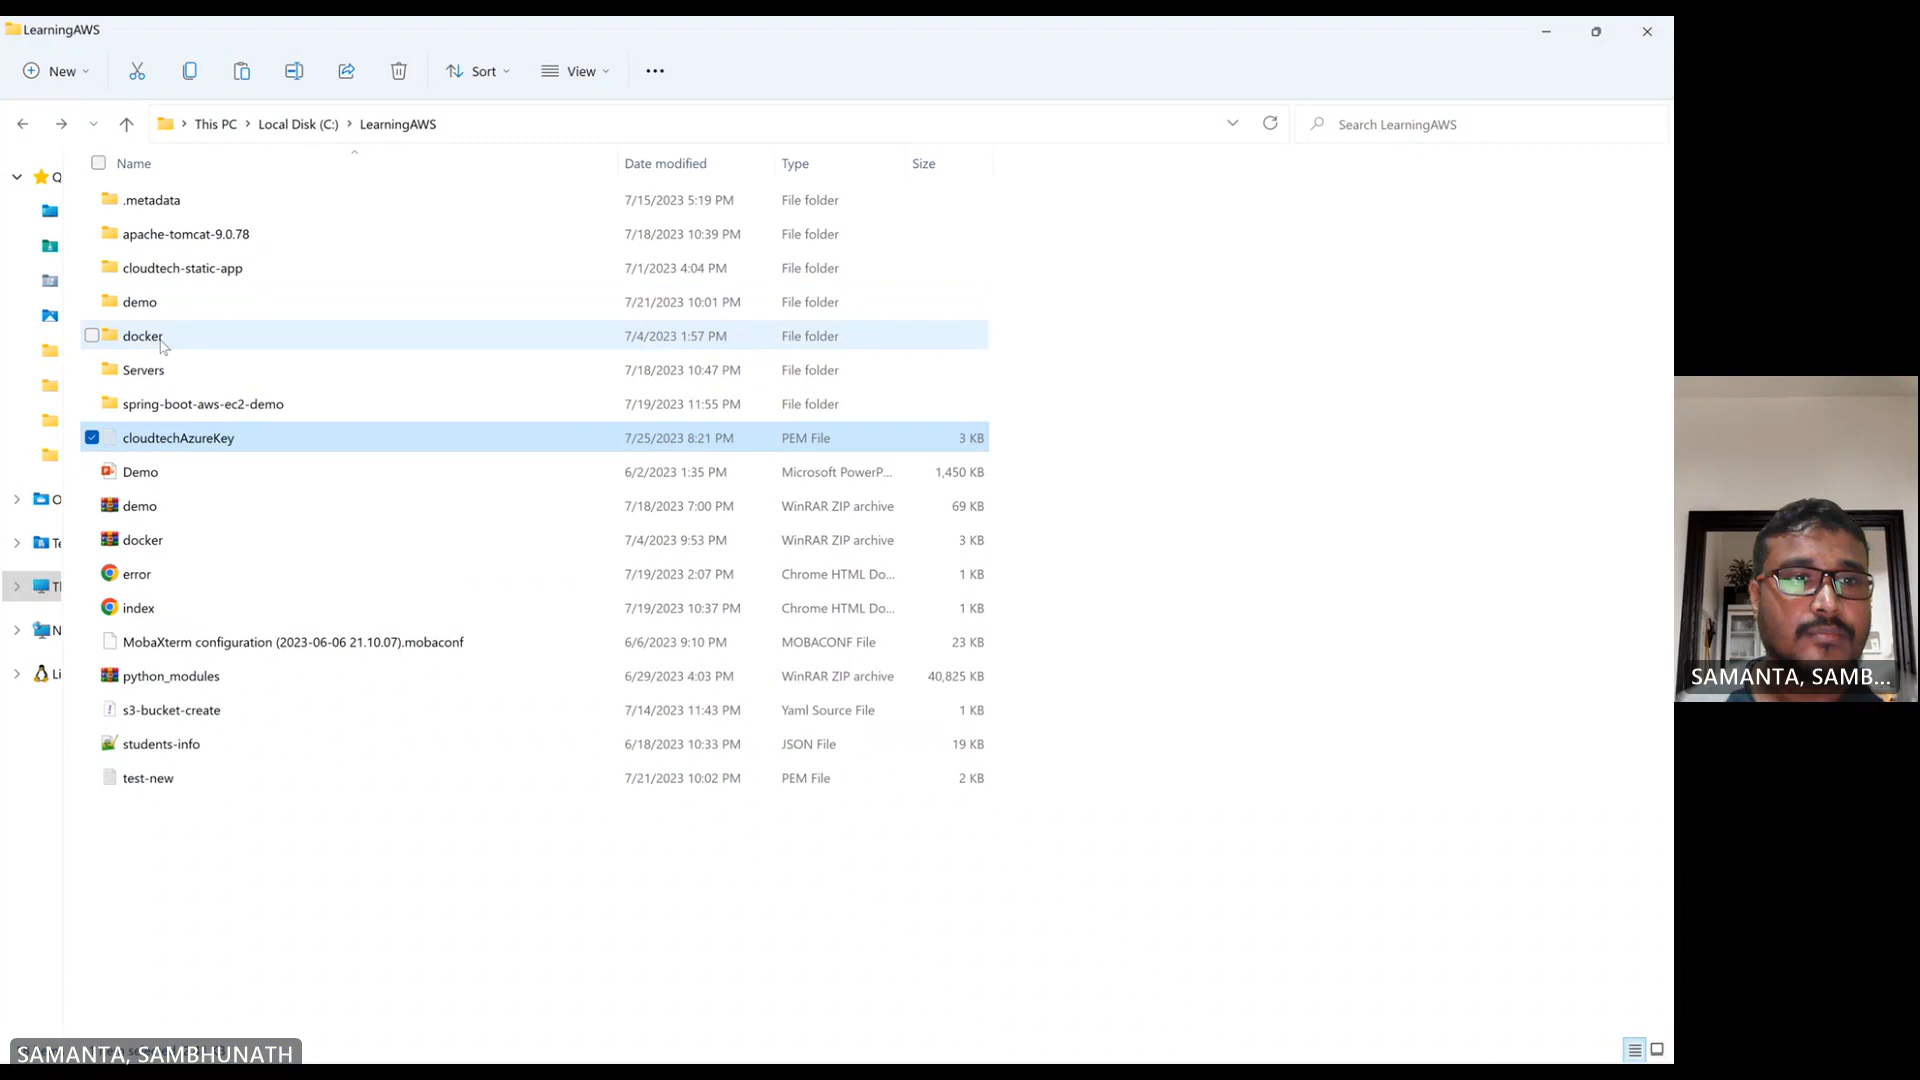 LearningAWS
New
Sort
View
This PC > Local Disk (C:) > LearningAWS
Search LearningAWS
Name Date modified Type Size
Q
.metadata 7/15/2023 5:19 PM File folder
apache-tomcat-9.0.78 7/18/2023 10:39 PM File folder
cloudtech-static-app 7/1/2023 4:04 PM File folder
demo 7/21/2023 10:01 PM File folder
docker 7/4/2023 1:57 PM File folder
Servers 7/18/2023 10:47 PM File folder
spring-boot-aws-ec2-demo 7/19/2023 11:55 PM File folder
cloudtechAzureKey 7/25/2023 8:21 PM PEM File 3 KB
Demo 6/2/2023 1:35 PM Microsoft PowerP... 1,450 KB
demo 7/18/2023 7:00 PM WinRAR ZIP archive 69 KB
docker 7/4/2023 9:53 PM WinRAR ZIP archive 3 KB
error 7/19/2023 2:07 PM Chrome HTML Do... 1 KB
index 7/19/2023 10:37 PM Chrome HTML Do... 1 KB
MobaXterm configuration (2023-06-06 21.10.07).mobaconf 6/6/2023 9:10 PM MOBACONF File 23 KB
python_modules 6/29/2023 4:03 PM WinRAR ZIP archive 40,825 KB
s3-bucket-create 7/14/2023 11:43 PM Yaml Source File 1 KB
students-info 6/18/2023 10:33 PM JSON File 19 KB
test-new 7/21/2023 10:02 PM PEM File 2 KB
O
Te
N
Li
SAMANTA, SAMB...
SAMANTA, SAMBHUNATH